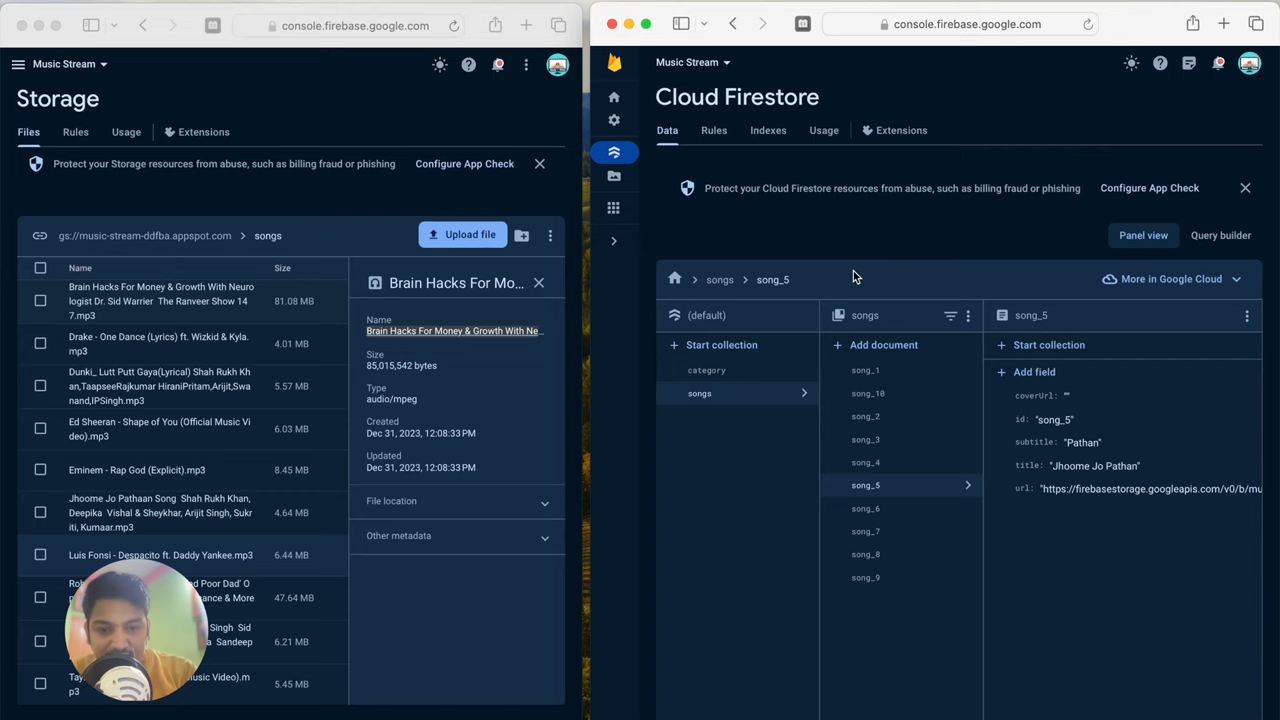 console.firebase.google.com
Music Stream
Storage
Files Rules Usage Extensions
Protect your Storage resources from abuse, such as billing fraud or phishing Configure App Check
gs://music-stream-ddfba.appspot.com songs Upload file
Name Size
Brain Hacks For Money & Growth With Neuro
logist Dr. Sid Warrier The Ranveer Show 14
7.mp3
81.08 MB
Drake - One Dance (Lyrics) ft. Wizkid & Kyla.
mp3
4.01 MB
Dunki_ Lutt Putt Gaya(Lyrical) Shah Rukh Kh
an,TaapseeRajkumar HiraniPritam,Arijit,Swa
nand,IPSingh.mp3
5.57 MB
Ed Sheeran - Shape of You (Official Music Vi
deo).mp3
6.03 MB
Eminem - Rap God (Explicit).mp3 8.45 MB
Jhoome Jo Pathaan Song Shah Rukh Khan,
Deepika Vishal & Sheykhar, Arijit Singh, Sukr
iti, Kumaar.mp3
4.64 MB
Luis Fonsi - Despacito ft. Daddy Yankee.mp3 6.44 MB
Ro d Poor Dad' O
nance & More
47.64 MB
Singh Sid
a Sandeep
6.21 MB
Tay usic Video).m
p3
5.45 MB
Brain Hacks For Mo...
Name
Brain Hacks For Money & Growth With Ne...
Size
85,015,542 bytes
Type
audio/mpeg
Created
Dec 31, 2023, 12:08:33 PM
Updated
Dec 31, 2023, 12:08:33 PM
File location
Other metadata
console.firebase.google.com
Music Stream
Cloud Firestore
Data Rules Indexes Usage Extensions
Protect your Cloud Firestore resources from abuse, such as billing fraud or phishing Configure App Check
Panel view Query builder
songs song_5 More in Google Cloud
(default)
Start collection
category
songs
songs
Add document
song_1
song_10
song_2
song_3
song_4
song_5
song_6
song_7
song_8
song_9
song_5
Start collection
Add field
coverUrl: ""
id: "song_5"
subtitle: "Pathan"
title: "Jhoome Jo Pathan"
url: "https://firebasestorage.googleapis.com/v0/b/mu